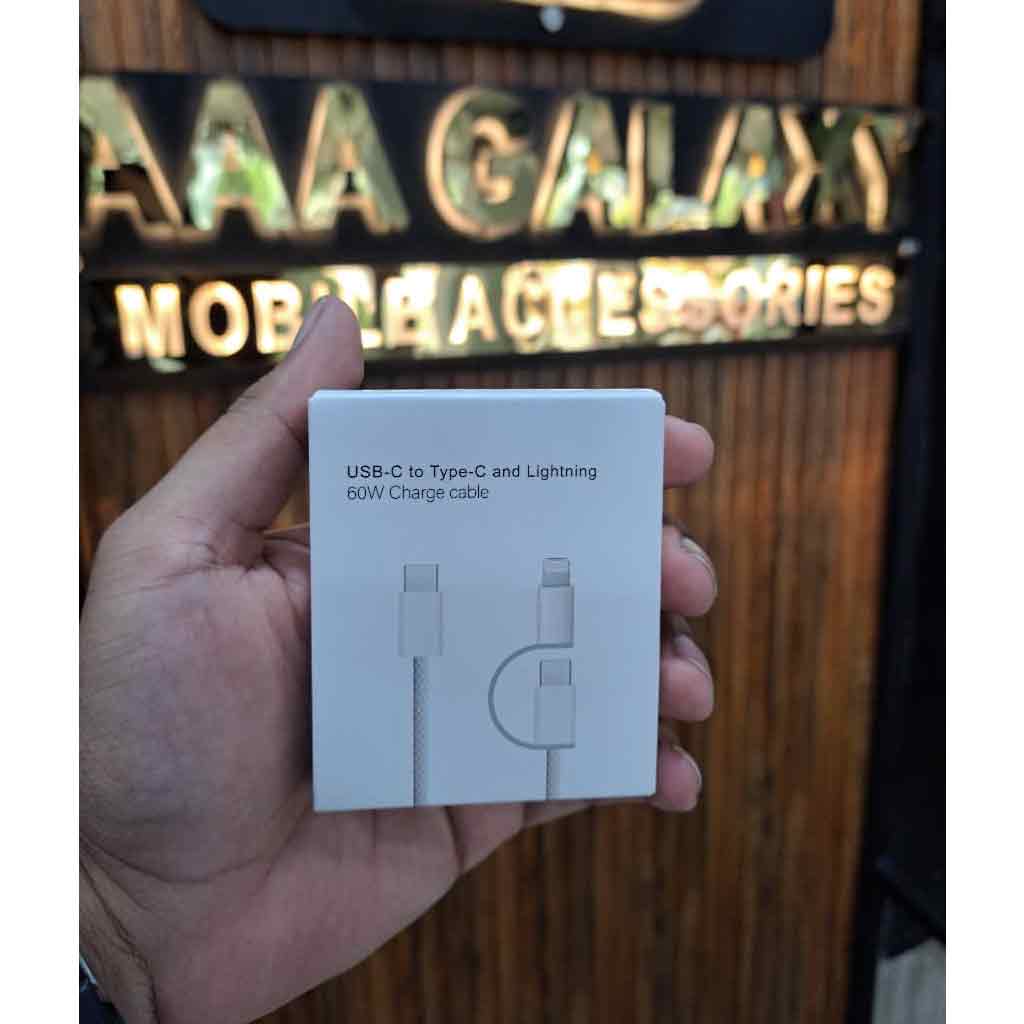 AAA GALAXY
MOBILE ACCESSORIES
USB-C to Type-C and Lightning
60W Charge cable